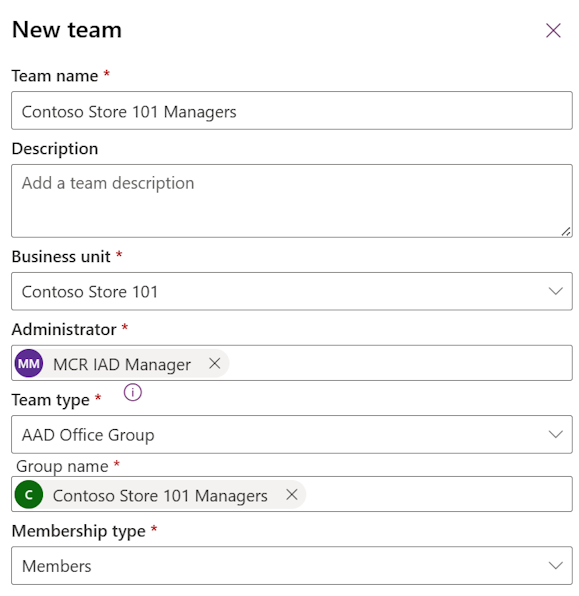 New team
Team name *
Contoso Store 101 Managers
Description
Add a team description
Business unit *
Contoso Store 101
Administrator *
MM MCR IAD Manager
Team type *
AAD Office Group
Group name *
C Contoso Store 101 Managers
Membership type *
Members